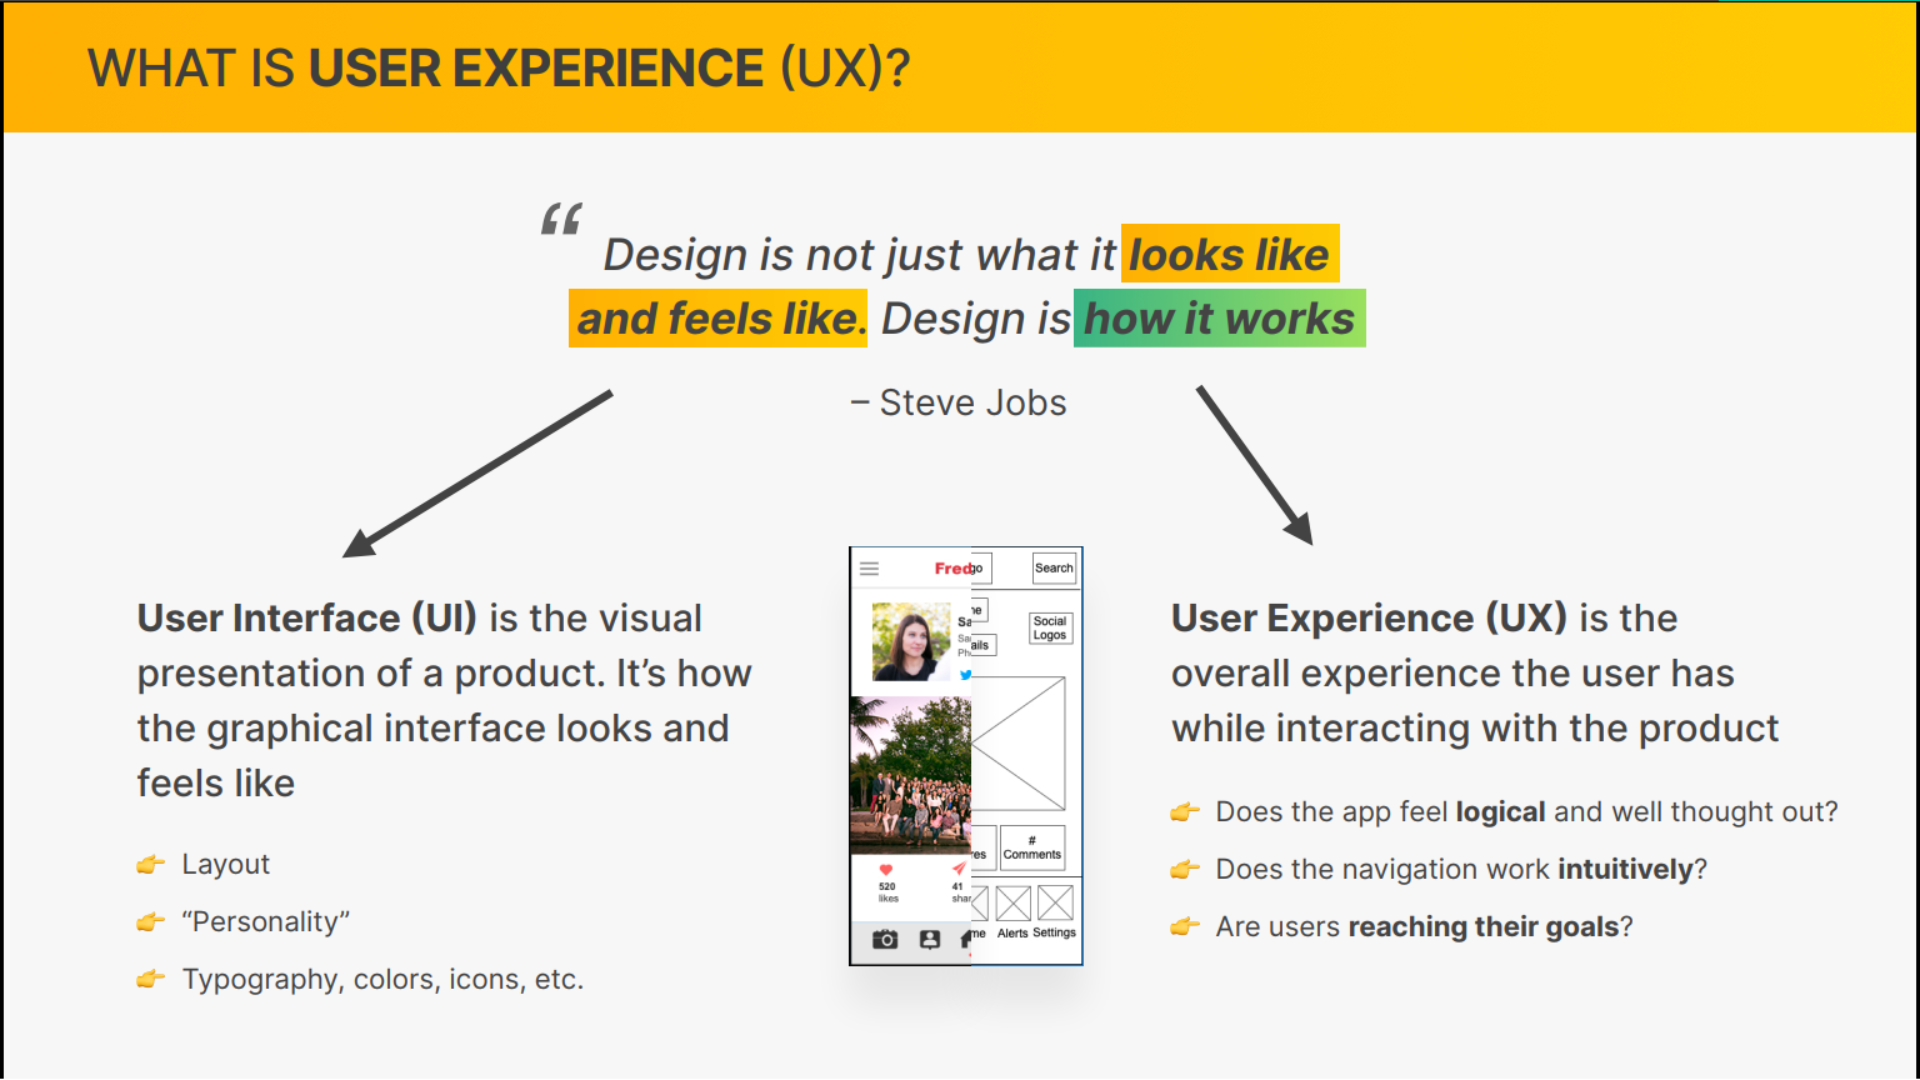 WHAT IS USER EXPERIENCE (UX)?
“ Design is not just what it looks like
and feels like. Design is how it works
– Steve Jobs
User Interface (UI) is the visual
presentation of a product. It’s how
the graphical interface looks and
feels like
👉 Layout
👉 “Personality”
👉 Typography, colors, icons, etc.
Fred
go
Search
Sa
ne
Social
Logos
ails
#
Comments
res
520
likes
41
shar
me
Alerts
Settings
User Experience (UX) is the
overall experience the user has
while interacting with the product
👉 Does the app feel logical and well thought out?
👉 Does the navigation work intuitively?
👉 Are users reaching their goals?